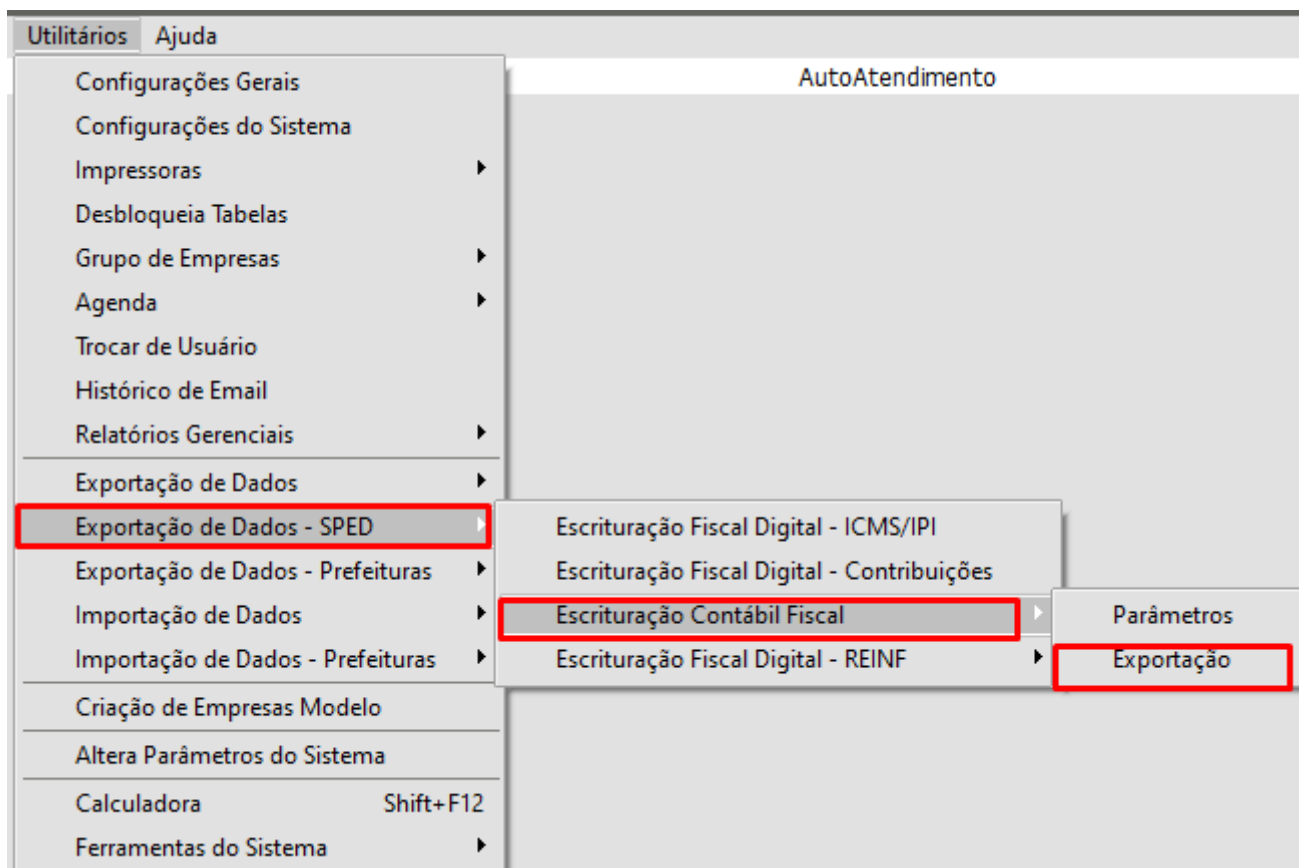 Utilitários Ajuda
AutoAtendimento
Configurações Gerais
Configurações do Sistema
Impressoras
Desbloqueia Tabelas
Grupo de Empresas
Agenda
Trocar de Usuário
Histórico de Email
Relatórios Gerenciais
Exportação de Dados
Exportação de Dados - SPED
Exportação de Dados - Prefeituras
Importação de Dados
Importação de Dados - Prefeituras
Criação de Empresas Modelo
Altera Parâmetros do Sistema
Calculadora Shift+F12
Ferramentas do Sistema
Escrituração Fiscal Digital - ICMS/IPI
Escrituração Fiscal Digital - Contribuições
Escrituração Contábil Fiscal
Escrituração Fiscal Digital - REINF
Parâmetros
Exportação